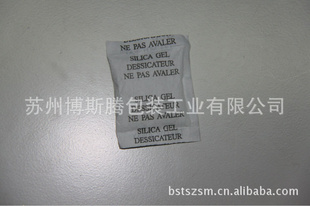 DESSICATEUR
NE PAS AVALER
SILICA GEL
DESSICATEUR
NE PAS AVALER
SILICA GEL
DESSICATEUR
NE PAS AVALER
SILICA GEL
DESSICATEUR
苏州博斯腾包装工业有限公司
bstszsm.cn.alibaba.com